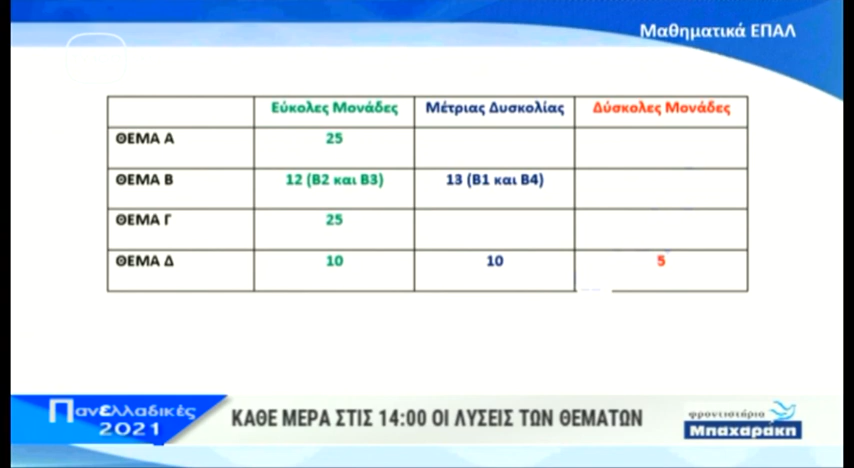 Μαθηματικά ΕΠΑΛ
Εύκολες Μονάδες Μέτριας Δυσκολίας Δύσκολες Μονάδες
ΘΕΜΑ Α 25
ΘΕΜΑ Β 12 (Β2 και Β3) 13 (Β1 και Β4)
ΘΕΜΑ Γ 25
ΘΕΜΑ Δ 10 10 5
Πανελλαδικές
2021
ΚΑΘΕ ΜΕΡΑ ΣΤΙΣ 14:00 ΟΙ ΛΥΣΕΙΣ ΤΩΝ ΘΕΜΑΤΩΝ
φροντιστήριο
Μπαχαράκη